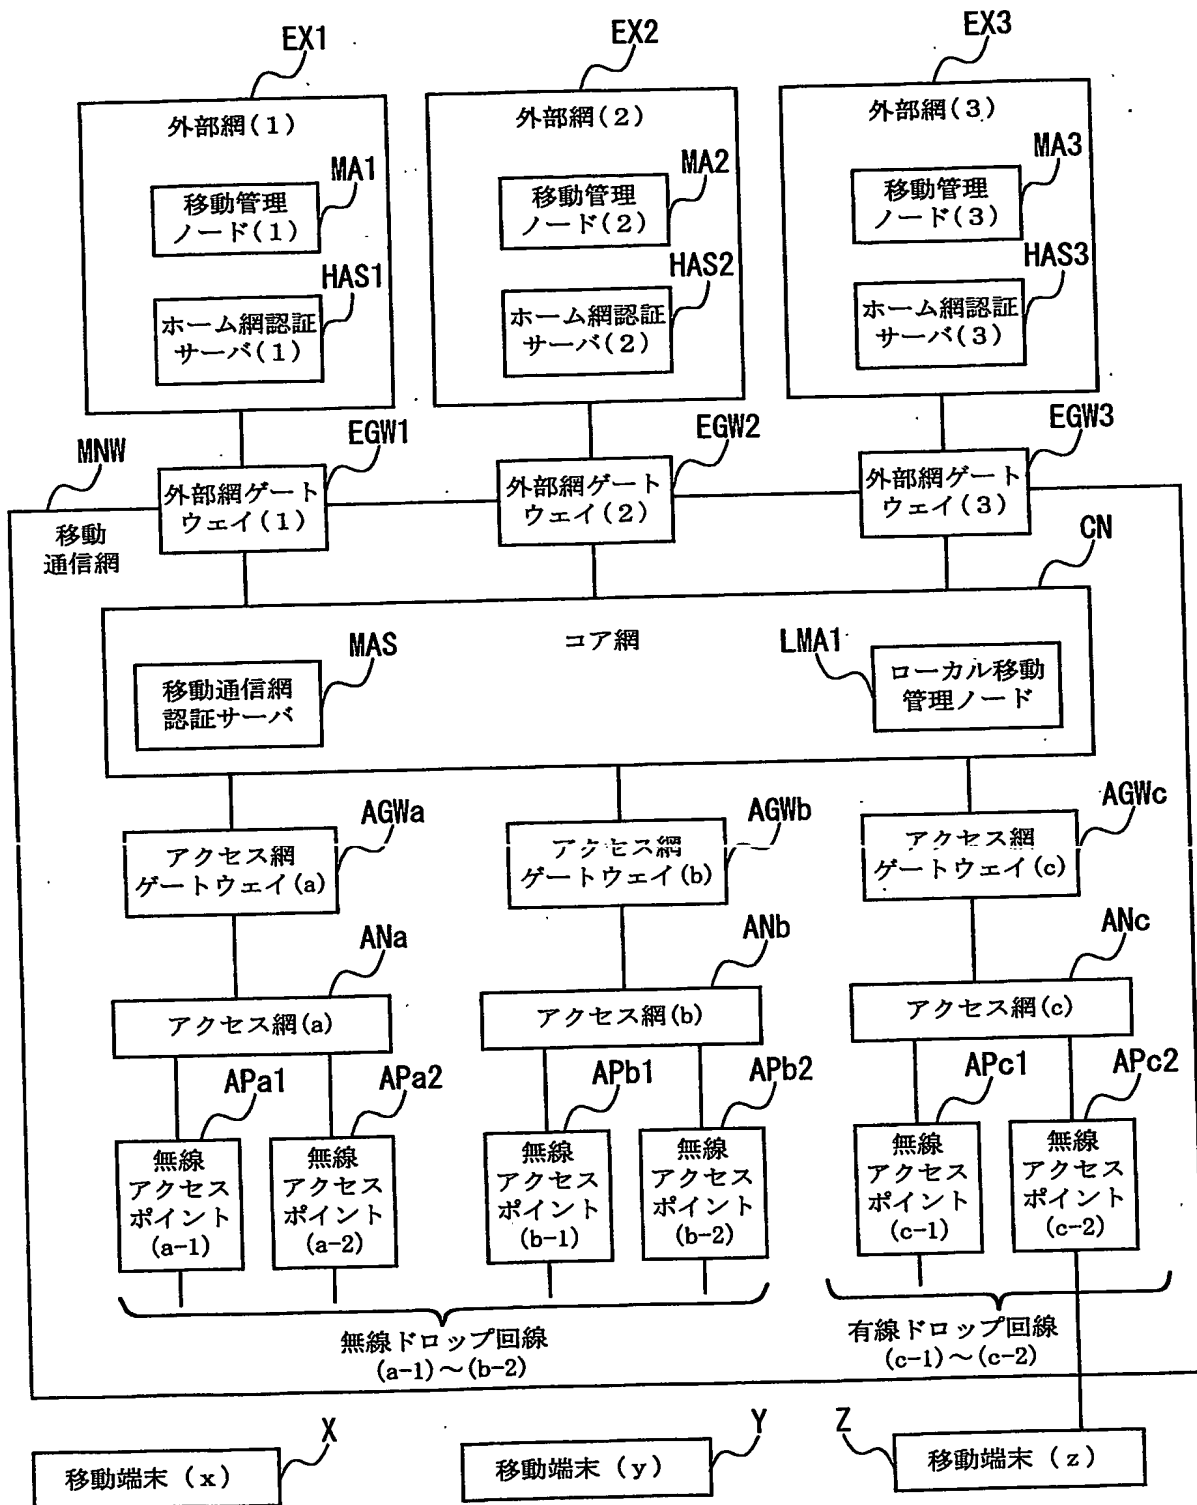 EX1
EX2
EX3
外部網(1)
外部網(2)
外部網(3)
MA1
MA2
MA3
移動管理
ノード(1)
移動管理
ノード(2)
移動管理
ノード(3)
HAS1
HAS2
HAS3
ホーム網認証
サーバ(1)
ホーム網認証
サーバ(2)
ホーム網認証
サーバ(3)
MNW
EGW1
EGW2
EGW3
外部網ゲート
ウェイ(1)
外部網ゲート
ウェイ(2)
外部網ゲート
ウェイ(3)
移動
通信網
CN
コア網
MAS
LMA1
移動通信網
認証サーバ
ローカル移動
管理ノード
AGWa
AGWb
AGWc
アクセス網
ゲートウェイ(a)
アクセス網
ゲートウェイ(b)
アクセス網
ゲートウェイ(c)
ANa
ANb
ANc
アクセス網(a)
アクセス網(b)
アクセス網(c)
APa1
APa2
APb1
APb2
APc1
APc2
無線
アクセス
ポイント
(a-1)
無線
アクセス
ポイント
(a-2)
無線
アクセス
ポイント
(b-1)
無線
アクセス
ポイント
(b-2)
無線
アクセス
ポイント
(c-1)
無線
アクセス
ポイント
(c-2)
無線ドロップ回線
(a-1)～(b-2)
有線ドロップ回線
(c-1)～(c-2)
X
Y
Z
移動端末(x)
移動端末(y)
移動端末(z)